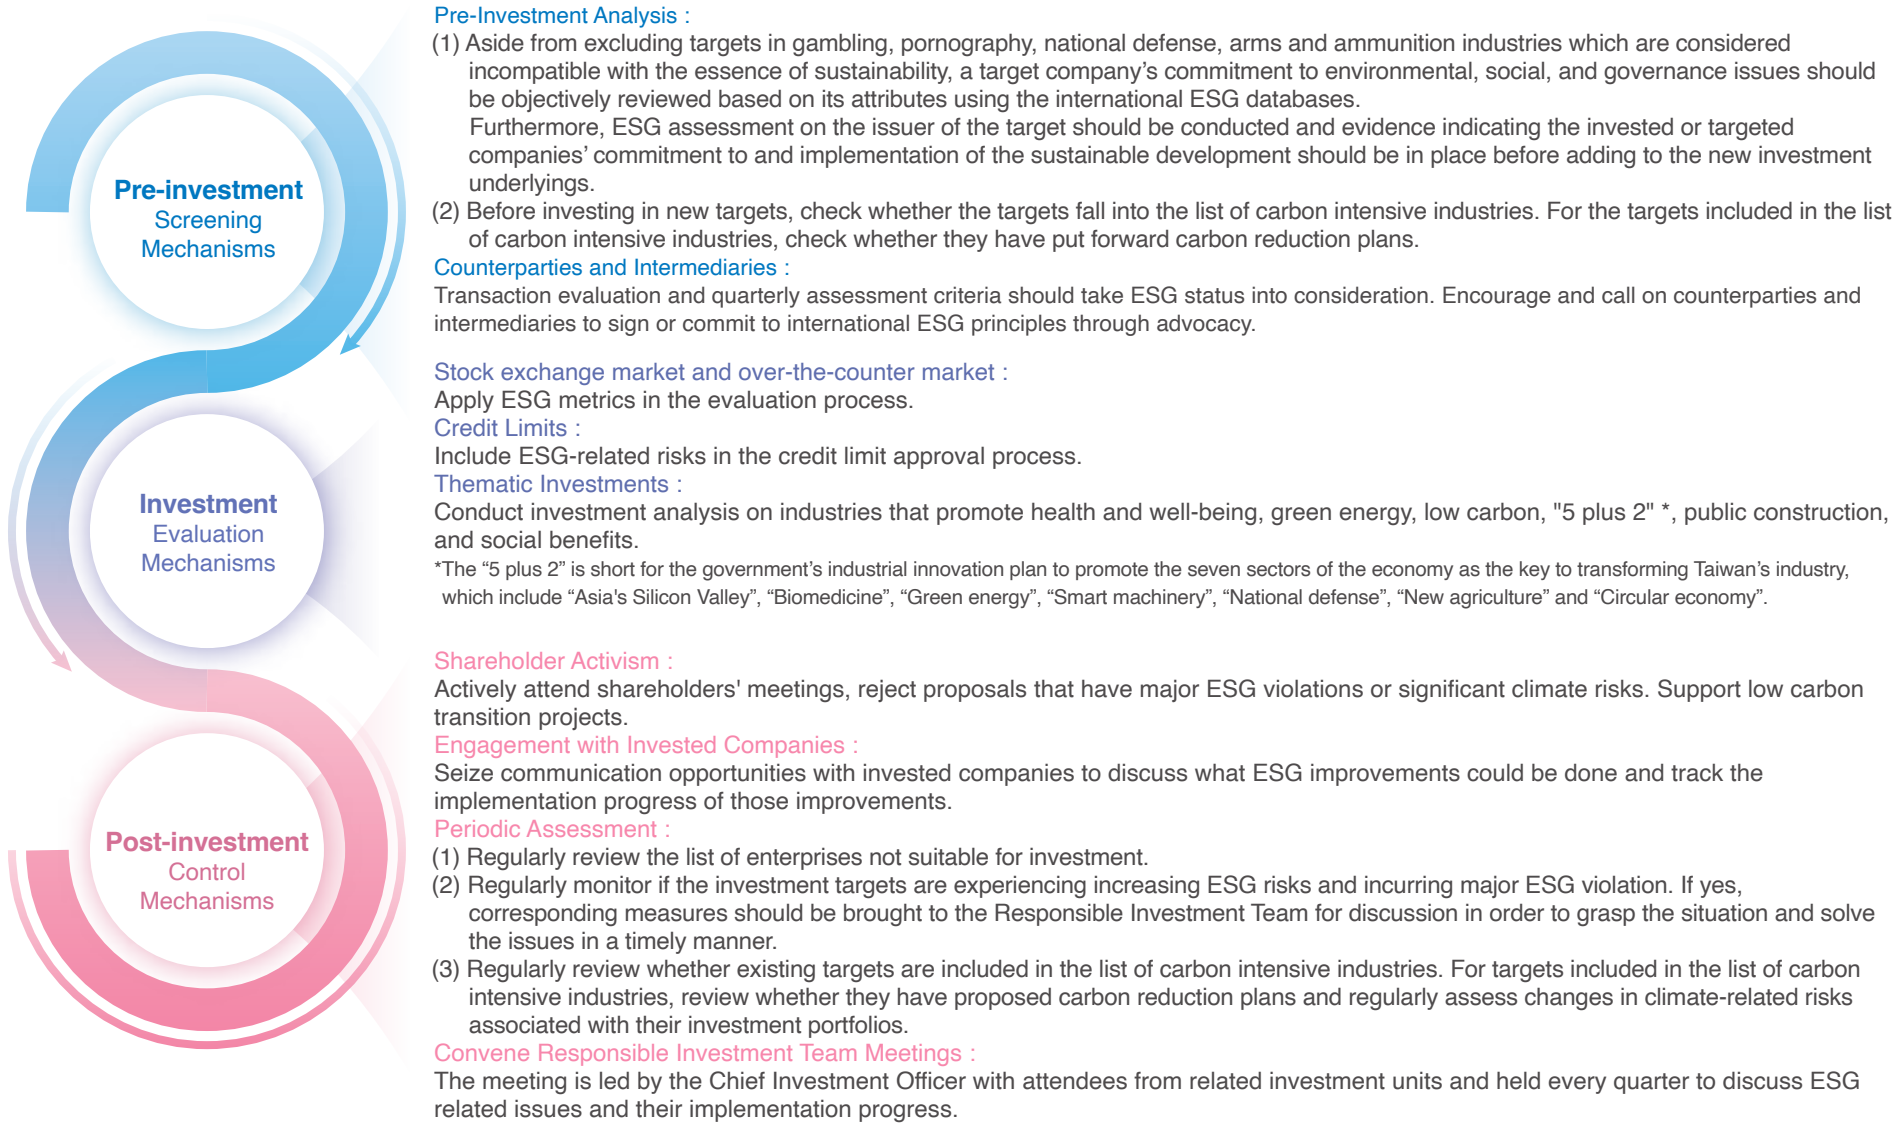 Pre-investment
Screening
Mechanisms
Pre-Investment Analysis :
(1) Aside from excluding targets in gambling, pornography, national defense, arms and ammunition industries which are considered
incompatible with the essence of sustainability, a target company’s commitment to environmental, social, and governance issues should
be objectively reviewed based on its attributes using the international ESG databases.
Furthermore, ESG assessment on the issuer of the target should be conducted and evidence indicating the invested or targeted
companies’ commitment to and implementation of the sustainable development should be in place before adding to the new investment
underlyings.
(2) Before investing in new targets, check whether the targets fall into the list of carbon intensive industries. For the targets included in the list
of carbon intensive industries, check whether they have put forward carbon reduction plans.
Counterparties and Intermediaries :
Transaction evaluation and quarterly assessment criteria should take ESG status into consideration. Encourage and call on counterparties and
intermediaries to sign or commit to international ESG principles through advocacy.
Investment
Evaluation
Mechanisms
Stock exchange market and over-the-counter market :
Apply ESG metrics in the evaluation process.
Credit Limits :
Include ESG-related risks in the credit limit approval process.
Thematic Investments :
Conduct investment analysis on industries that promote health and well-being, green energy, low carbon, "5 plus 2" *, public construction,
and social benefits.
*The “5 plus 2” is short for the government’s industrial innovation plan to promote the seven sectors of the economy as the key to transforming Taiwan’s industry,
which include “Asia's Silicon Valley”, “Biomedicine”, “Green energy”, “Smart machinery”, “National defense”, “New agriculture” and “Circular economy”.
Post-investment
Control
Mechanisms
Shareholder Activism :
Actively attend shareholders' meetings, reject proposals that have major ESG violations or significant climate risks. Support low carbon
transition projects.
Engagement with Invested Companies :
Seize communication opportunities with invested companies to discuss what ESG improvements could be done and track the
implementation progress of those improvements.
Periodic Assessment :
(1) Regularly review the list of enterprises not suitable for investment.
(2) Regularly monitor if the investment targets are experiencing increasing ESG risks and incurring major ESG violation. If yes,
corresponding measures should be brought to the Responsible Investment Team for discussion in order to grasp the situation and solve
the issues in a timely manner.
(3) Regularly review whether existing targets are included in the list of carbon intensive industries. For targets included in the list of carbon
intensive industries, review whether they have proposed carbon reduction plans and regularly assess changes in climate-related risks
associated with their investment portfolios.
Convene Responsible Investment Team Meetings :
The meeting is led by the Chief Investment Officer with attendees from related investment units and held every quarter to discuss ESG
related issues and their implementation progress.